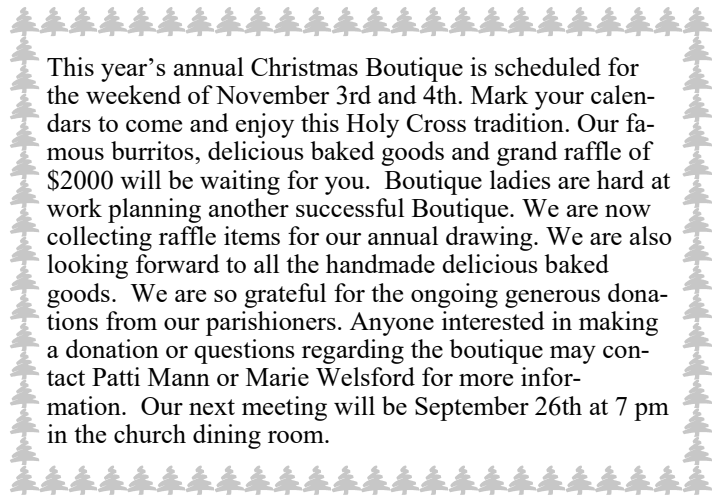 This year’s annual Christmas Boutique is scheduled for
the weekend of November 3rd and 4th. Mark your calen-
dars to come and enjoy this Holy Cross tradition. Our fa-
mous burritos, delicious baked goods and grand raffle of
$2000 will be waiting for you.  Boutique ladies are hard at
work planning another successful Boutique. We are now
collecting raffle items for our annual drawing. We are also
looking forward to all the handmade delicious baked
goods.  We are so grateful for the ongoing generous dona-
tions from our parishioners. Anyone interested in making
a donation or questions regarding the boutique may con-
tact Patti Mann or Marie Welsford for more infor-
mation.  Our next meeting will be September 26th at 7 pm
in the church dining room.